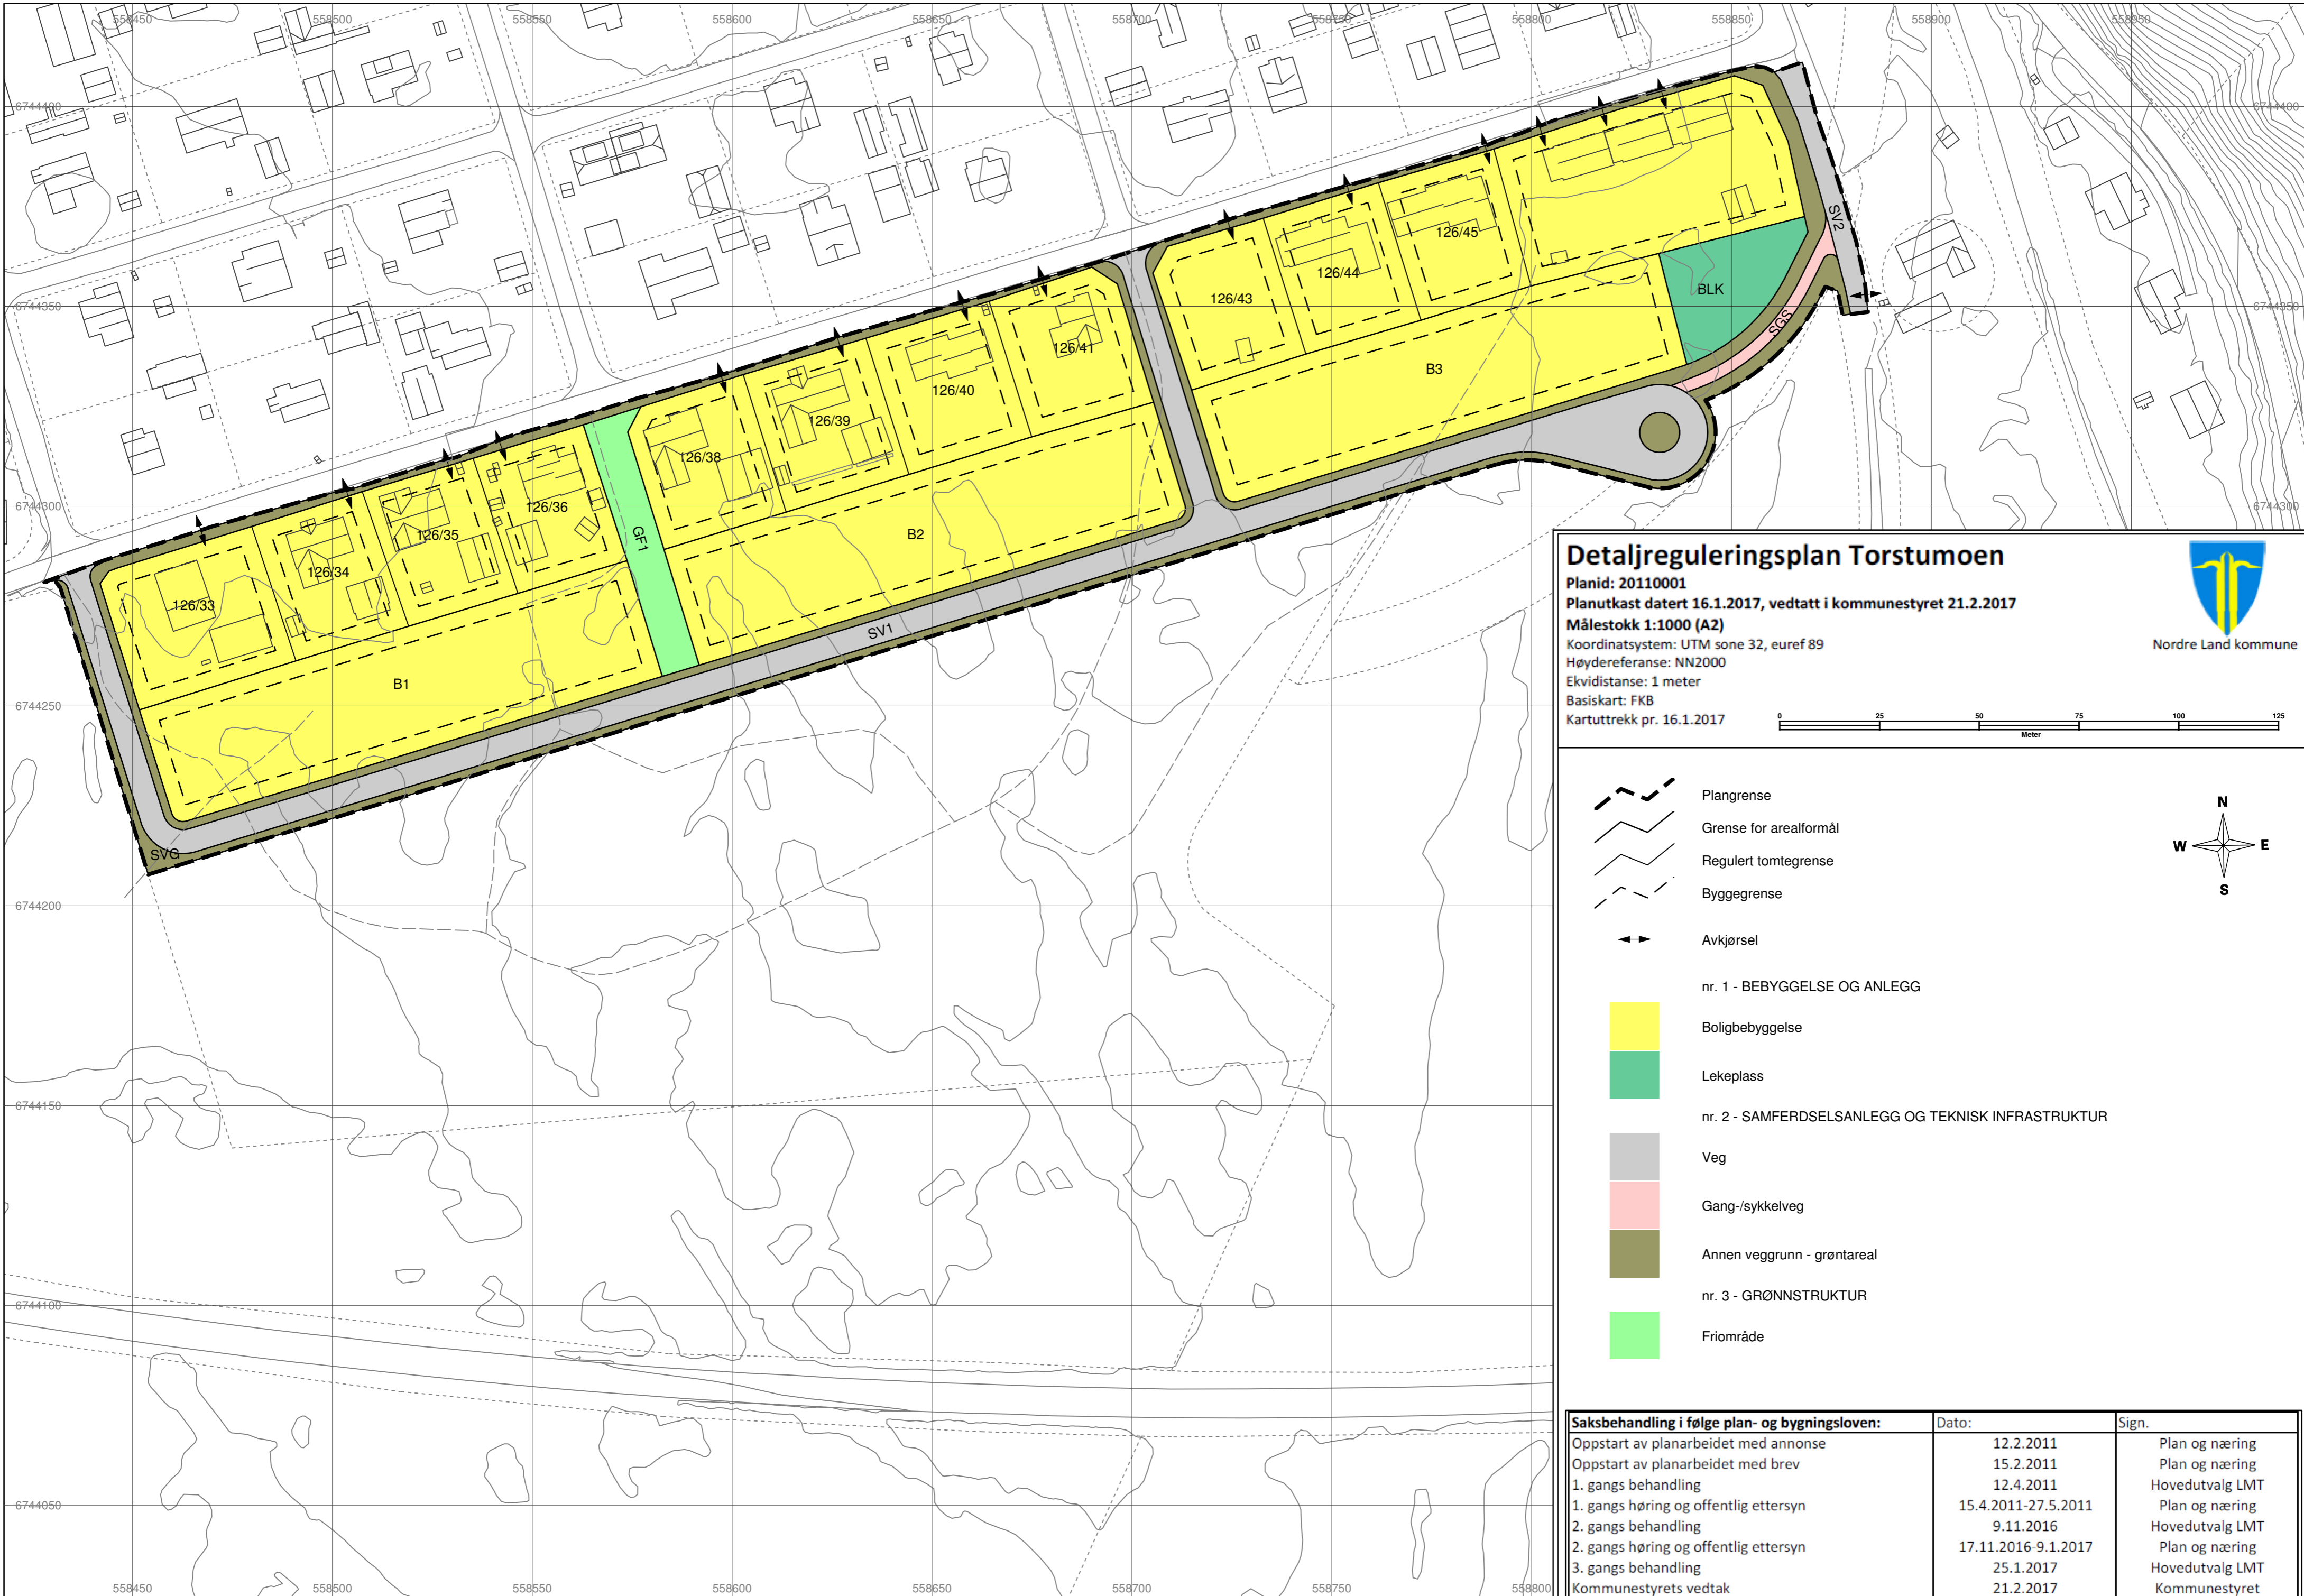 558450 558500 558550 558600 558650 558700 558750 558800 558850 558900 558950
6744400 6744400
SV2
126/45
126/44
BLK
126/43
6744350 6744350
SGS
126/41
B3
126/40
126/39
126/38
6744300 6744300
126/36
126/35
GF1
B2
126/34
126/33
SV1
B1
6744250
SVG
6744200
6744150
6744100
6744050
558450 558500 558550 558600 558650 558700 558750 558800
Detaljreguleringsplan Torstumoen
Planid: 20110001
Planutkast datert 16.1.2017, vedtatt i kommunestyret 21.2.2017
Målestokk 1:1000 (A2)
Koordinatsystem: UTM sone 32, euref 89
Høydereferanse: NN2000
Ekvidistanse: 1 meter
Basiskart: FKB
Kartuttrekk pr. 16.1.2017
Nordre Land kommune
0 25 50 75 100 125
Meter
Plangrense
Grense for arealformål
Regulert tomtegrense
Byggegrense
Avkjørsel
N
W E
S
nr. 1 - BEBYGGELSE OG ANLEGG
Boligbebyggelse
Lekeplass
nr. 2 - SAMFERDSELSANLEGG OG TEKNISK INFRASTRUKTUR
Veg
Gang-/sykkelveg
Annen veggrunn - grøntareal
nr. 3 - GRØNNSTRUKTUR
Friområde
Saksbehandling i følge plan- og bygningsloven: Dato: Sign.
Oppstart av planarbeidet med annonse 12.2.2011 Plan og næring
Oppstart av planarbeidet med brev 15.2.2011 Plan og næring
1. gangs behandling 12.4.2011 Hovedutvalg LMT
1. gangs høring og offentlig ettersyn 15.4.2011-27.5.2011 Plan og næring
2. gangs behandling 9.11.2016 Hovedutvalg LMT
2. gangs høring og offentlig ettersyn 17.11.2016-9.1.2017 Plan og næring
3. gangs behandling 25.1.2017 Hovedutvalg LMT
Kommunestyrets vedtak 21.2.2017 Kommunestyret